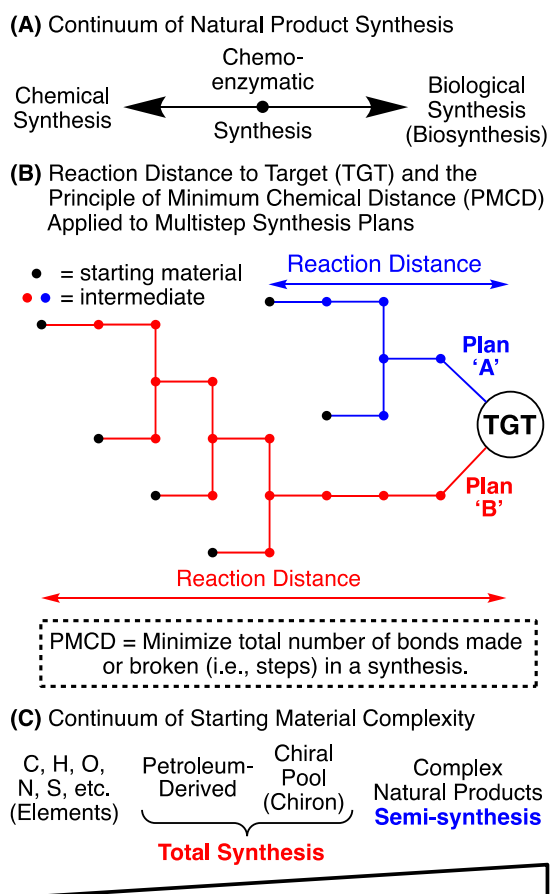 (A) Continuum of Natural Product Synthesis
Chemo-
enzymatic
Chemical
Synthesis
Synthesis
Biological
Synthesis
(Biosynthesis)
(B) Reaction Distance to Target (TGT) and the
Principle of Minimum Chemical Distance (PMCD)
Applied to Multistep Synthesis Plans
= starting material
= intermediate
Reaction Distance
Plan
‘A’
TGT
Plan
‘B’
Reaction Distance
PMCD = Minimize total number of bonds made
or broken (i.e., steps) in a synthesis.
(C) Continuum of Starting Material Complexity
C, H, O,
N, S, etc.
(Elements)
Petroleum-
Derived
Chiral
Pool
(Chiron)
Total Synthesis
Complex
Natural Products
Semi-synthesis